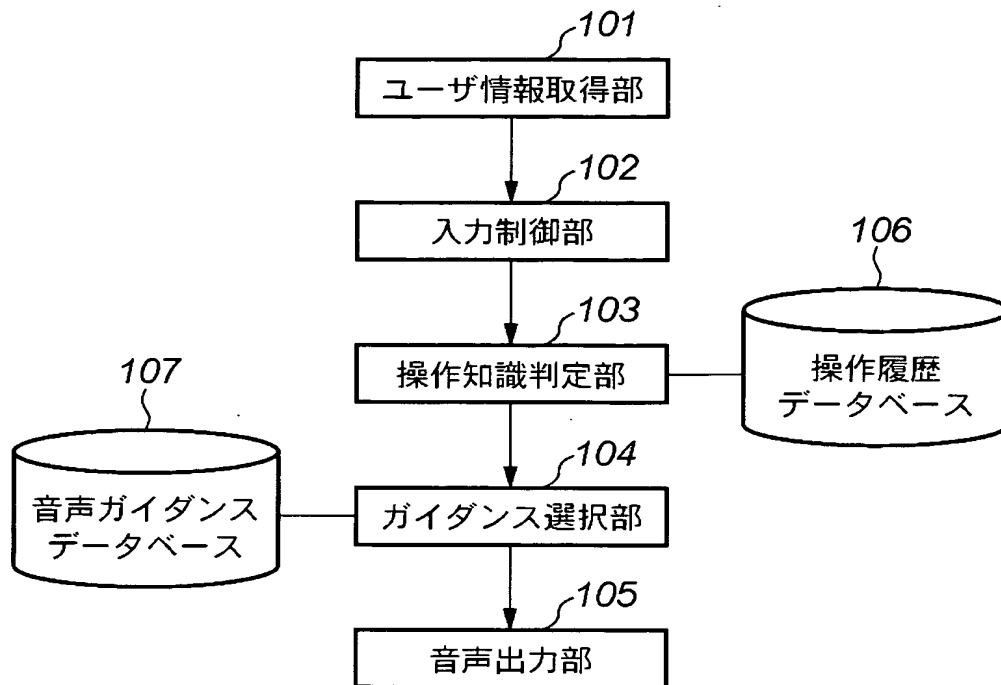 101
ユーザ情報取得部
102
入力制御部
106
103
操作知識判定部
操作履歴
データベース
107
104
音声ガイダンス
データベース
ガイダンス選択部
105
音声出力部